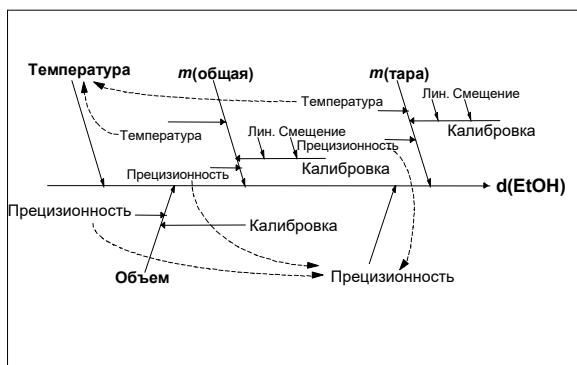 Температура
m(общая)
m(тара)
Температура
Лин. Смещение
Температура
Лин. Смещение
Калибровка
Прецизионность
Калибровка
Прецизионность
d(EtOH)
Прецизионность
Калибровка
Объем
Прецизионность